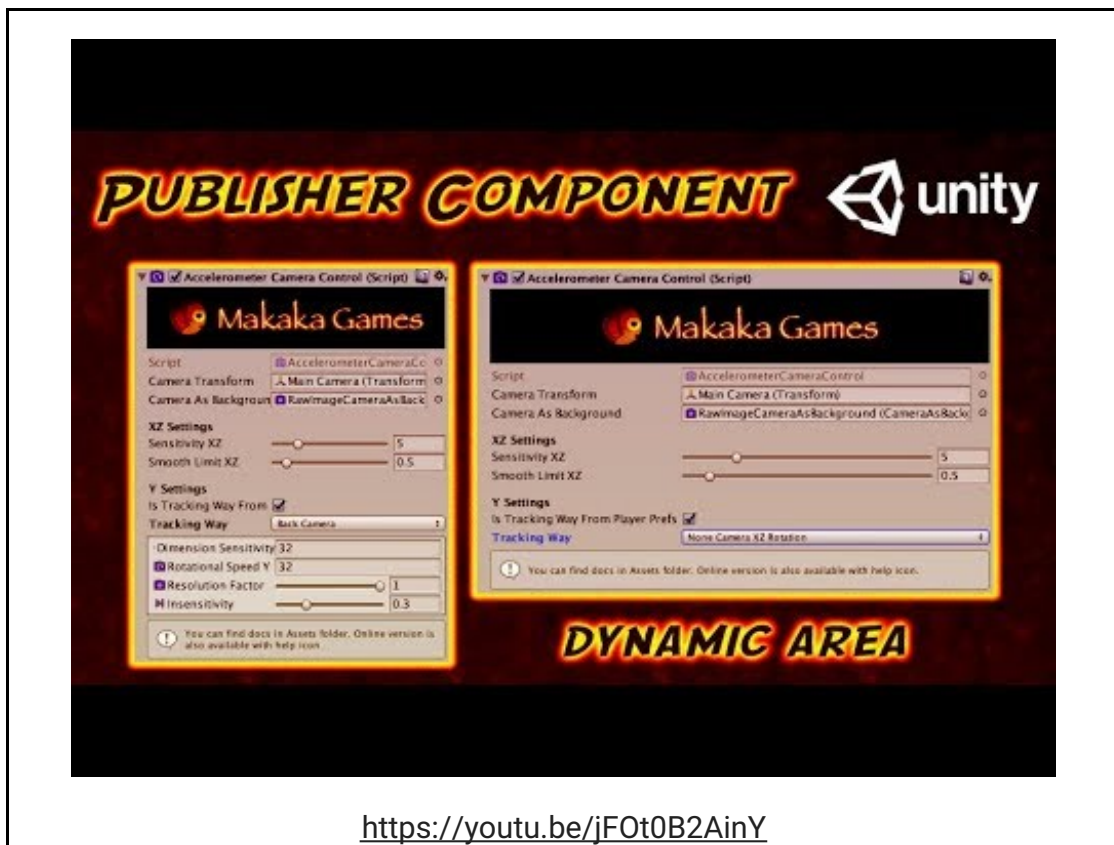 PUBLISHER COMPONENT
unity
Accelerometer Camera Control (Script)
Makaka Games
Script AccelerometerCameraCo
Camera Transform Main Camera (Transform
Camera As Backgroun RawImageCameraAsBack
XZ Settings
Sensitivity XZ 5
Smooth Limit XZ 0.5
Y Settings
Is Tracking Way From
Tracking Way Back Camera
Dimension Sensitivity 32
Rotational Speed Y 32
Resolution Factor 1
Insensitivity 0.3
You can find docs in Assets folder. Online version is
also available with help icon.
Accelerometer Camera Control (Script)
Makaka Games
Script AccelerometerCameraControl
Camera Transform Main Camera (Transform)
Camera As Background RawImageCameraAsBackground (CameraAsBack
XZ Settings
Sensitivity XZ 5
Smooth Limit XZ 0.5
Y Settings
Is Tracking Way From Player Prefs
Tracking Way None Camera XZ Rotation
You can find docs in Assets folder. Online version is also available with help icon.
DYNAMIC AREA
https://youtu.be/jFOt0B2AinY